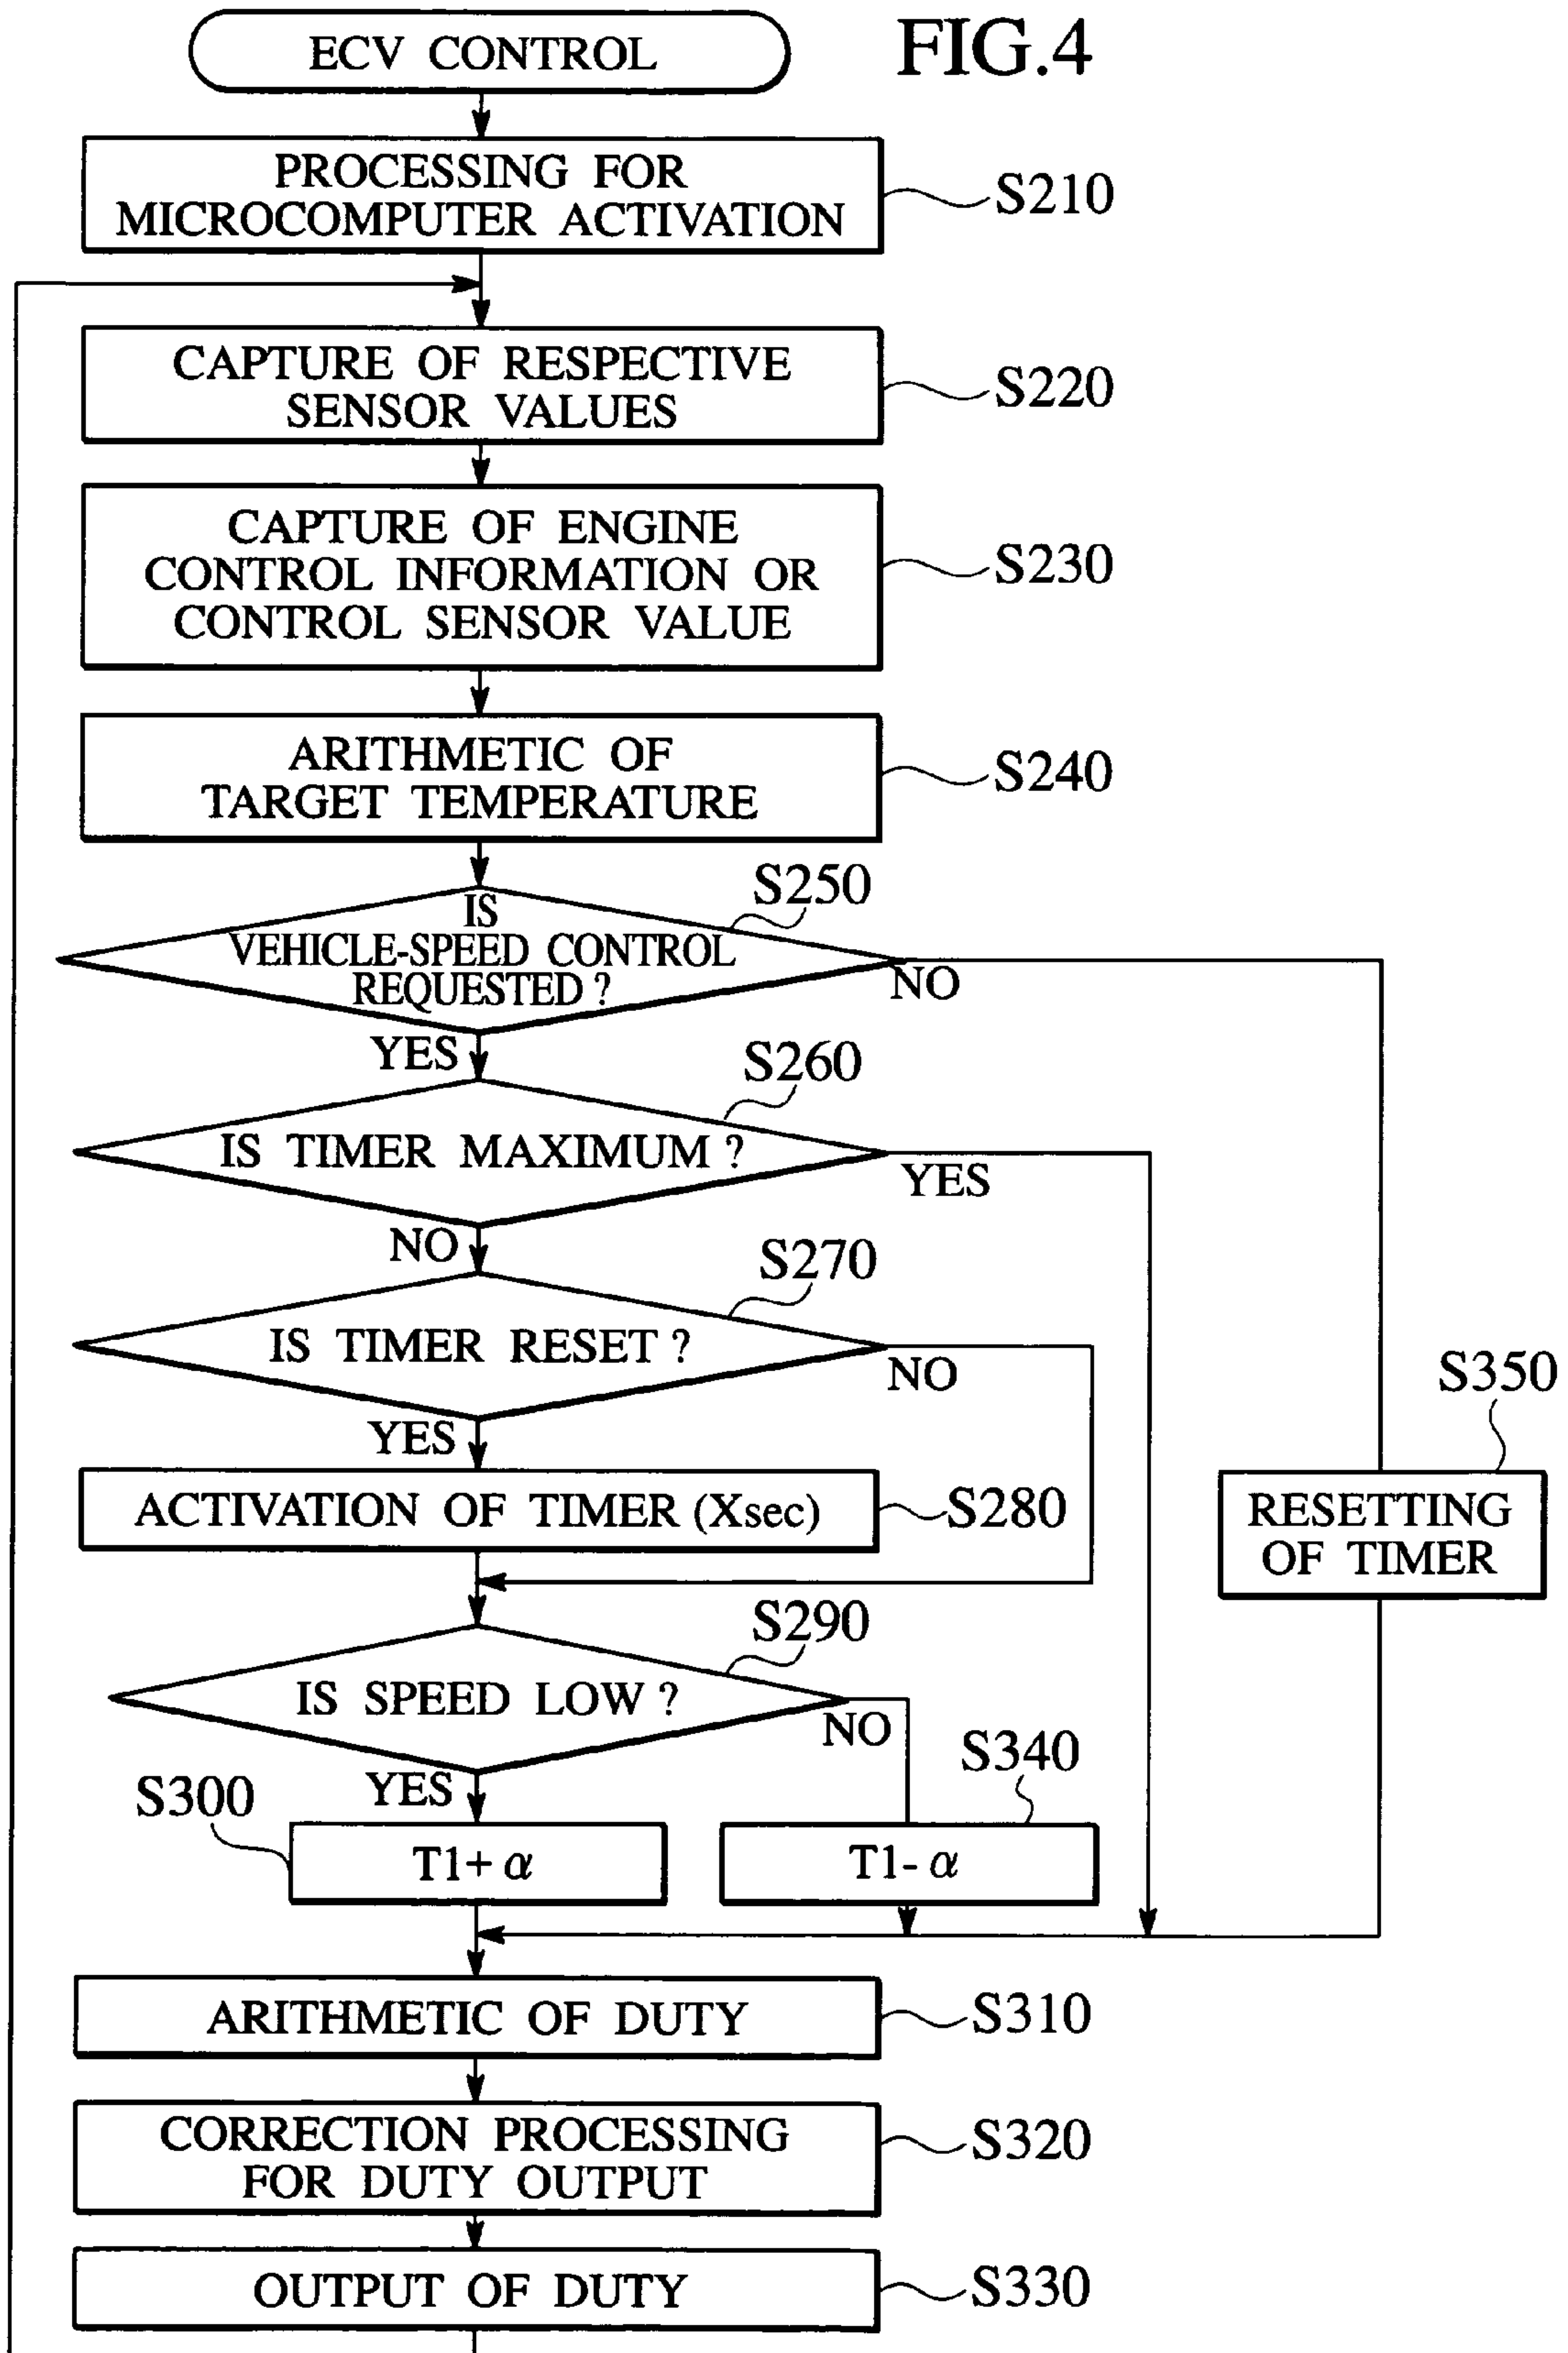 ECV CONTROL
FIG.4
PROCESSING FOR
MICROCOMPUTER ACTIVATION
S210
CAPTURE OF RESPECTIVE
SENSOR VALUES
S220
CAPTURE OF ENGINE
CONTROL INFORMATION OR
CONTROL SENSOR VALUE
S230
ARITHMETIC OF
TARGET TEMPERATURE
S240
S250
IS
VEHICLE-SPEED CONTROL
REQUESTED ?
NO
YES
S260
IS TIMER MAXIMUM ?
YES
NO
S270
IS TIMER RESET ?
NO
YES
S350
ACTIVATION OF TIMER (Xsec)
S280
RESETTING
OF TIMER
S290
IS SPEED LOW ?
NO
YES
S300
S340
T1+ α
T1- α
ARITHMETIC OF DUTY
S310
CORRECTION PROCESSING
FOR DUTY OUTPUT
S320
OUTPUT OF DUTY
S330